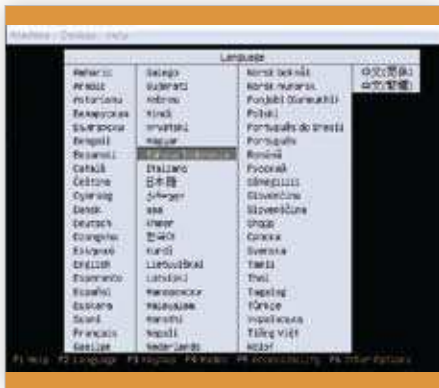 Language
Amharic
Arabic
Asturianu
Беларуская
Български
Bengali
Bosanski
Català
Čeština
Cymraeg
Dansk
Deutsch
Dzongkha
Ελληνικά
English
Esperanto
Español
Euskara
Suomi
Français
Gaeilge
Galego
Gujarati
Hebrew
Hindi
Hrvatski
Magyar
Bahasa Indonesia
Italiano
日本語
ქართული
Khmer
한국어
Kurdî
Lietuviškai
Latviski
Македонски
Malayalam
Marathi
Nepali
Nederlands
Norsk bokmål
Norsk nynorsk
Punjabi (Gurmukhi)
Polski
Português do Brasil
Português
Română
Русский
Sámegillii
Slovenčina
Slovenščina
Shqip
Српски
Svenska
Tamil
Thai
Tagalog
Türkçe
Українська
Tiếng Việt
Wolof
中文(简体)
中文(繁體)
F1 Help F2 Language F3 Keymap F4 Modes F5 Accessibility F6 Other Options